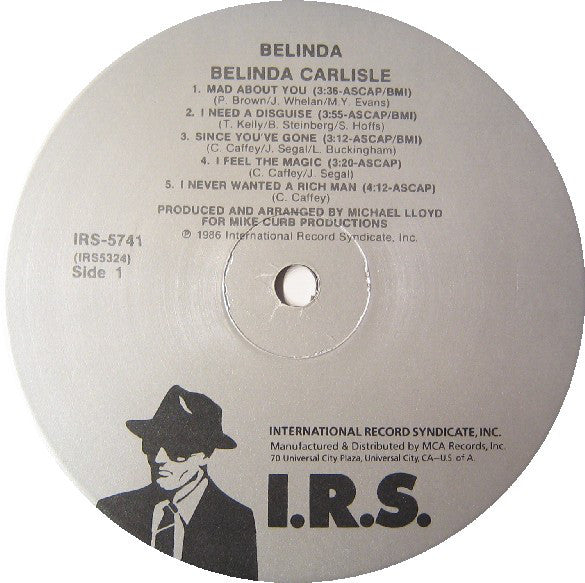 BELINDA
BELINDA CARLISLE
1. MAD ABOUT YOU (3:36-ASCAP/BMI)
(P. Brown/J. Whelan/M.Y. Evans)
2. I NEED A DISGUISE (3:55-ASCAP/BMI)
(T. Kelly/B. Steinberg/S. Hoffs)
3. SINCE YOU'VE GONE (3:12-ASCAP/BMI)
(C. Caffey/J. Segal/L. Buckingham)
4. I FEEL THE MAGIC (3:20-ASCAP)
(C. Caffey/J. Segal)
5. I NEVER WANTED A RICH MAN (4:12-ASCAP)
(C. Caffey)
PRODUCED AND ARRANGED BY MICHAEL LLOYD
FOR MIKE CURB PRODUCTIONS
℗ 1986 International Record Syndicate, Inc.
IRS-5741
(IRS5324)
Side 1
INTERNATIONAL RECORD SYNDICATE, INC.
Manufactured & Distributed by MCA Records, Inc.
70 Universal City Plaza, Universal City, CA—U.S. of A.
I.R.S.